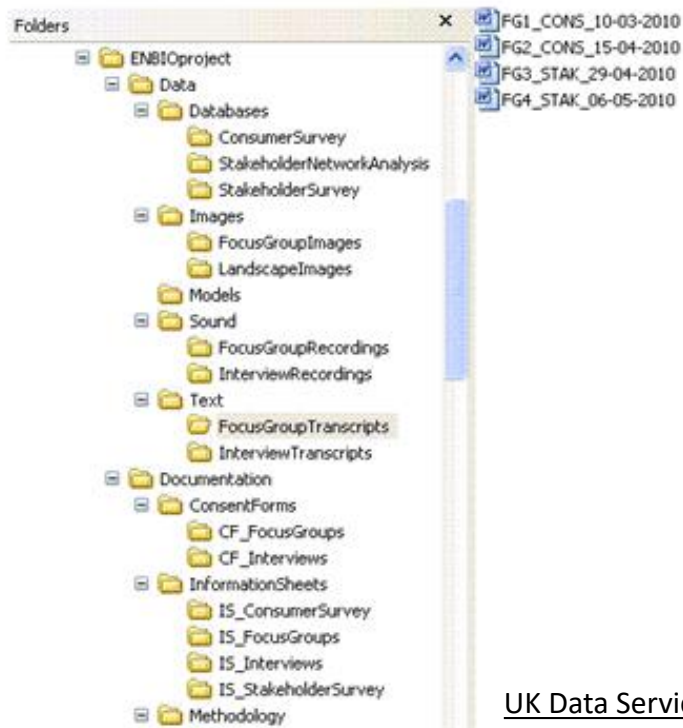 Folders
ENBIOproject
Data
Databases
ConsumerSurvey
StakeholderNetworkAnalysis
StakeholderSurvey
Images
FocusGroupImages
LandscapeImages
Models
Sound
FocusGroupRecordings
InterviewRecordings
Text
FocusGroupTranscripts
InterviewTranscripts
Documentation
ConsentForms
CF_FocusGroups
CF_Interviews
InformationSheets
IS_ConsumerSurvey
IS_FocusGroups
IS_Interviews
IS_StakeholderSurvey
Methodology
FG1_CONS_10-03-2010
FG2_CONS_15-04-2010
FG3_STAK_29-04-2010
FG4_STAK_06-05-2010
UK Data Servi